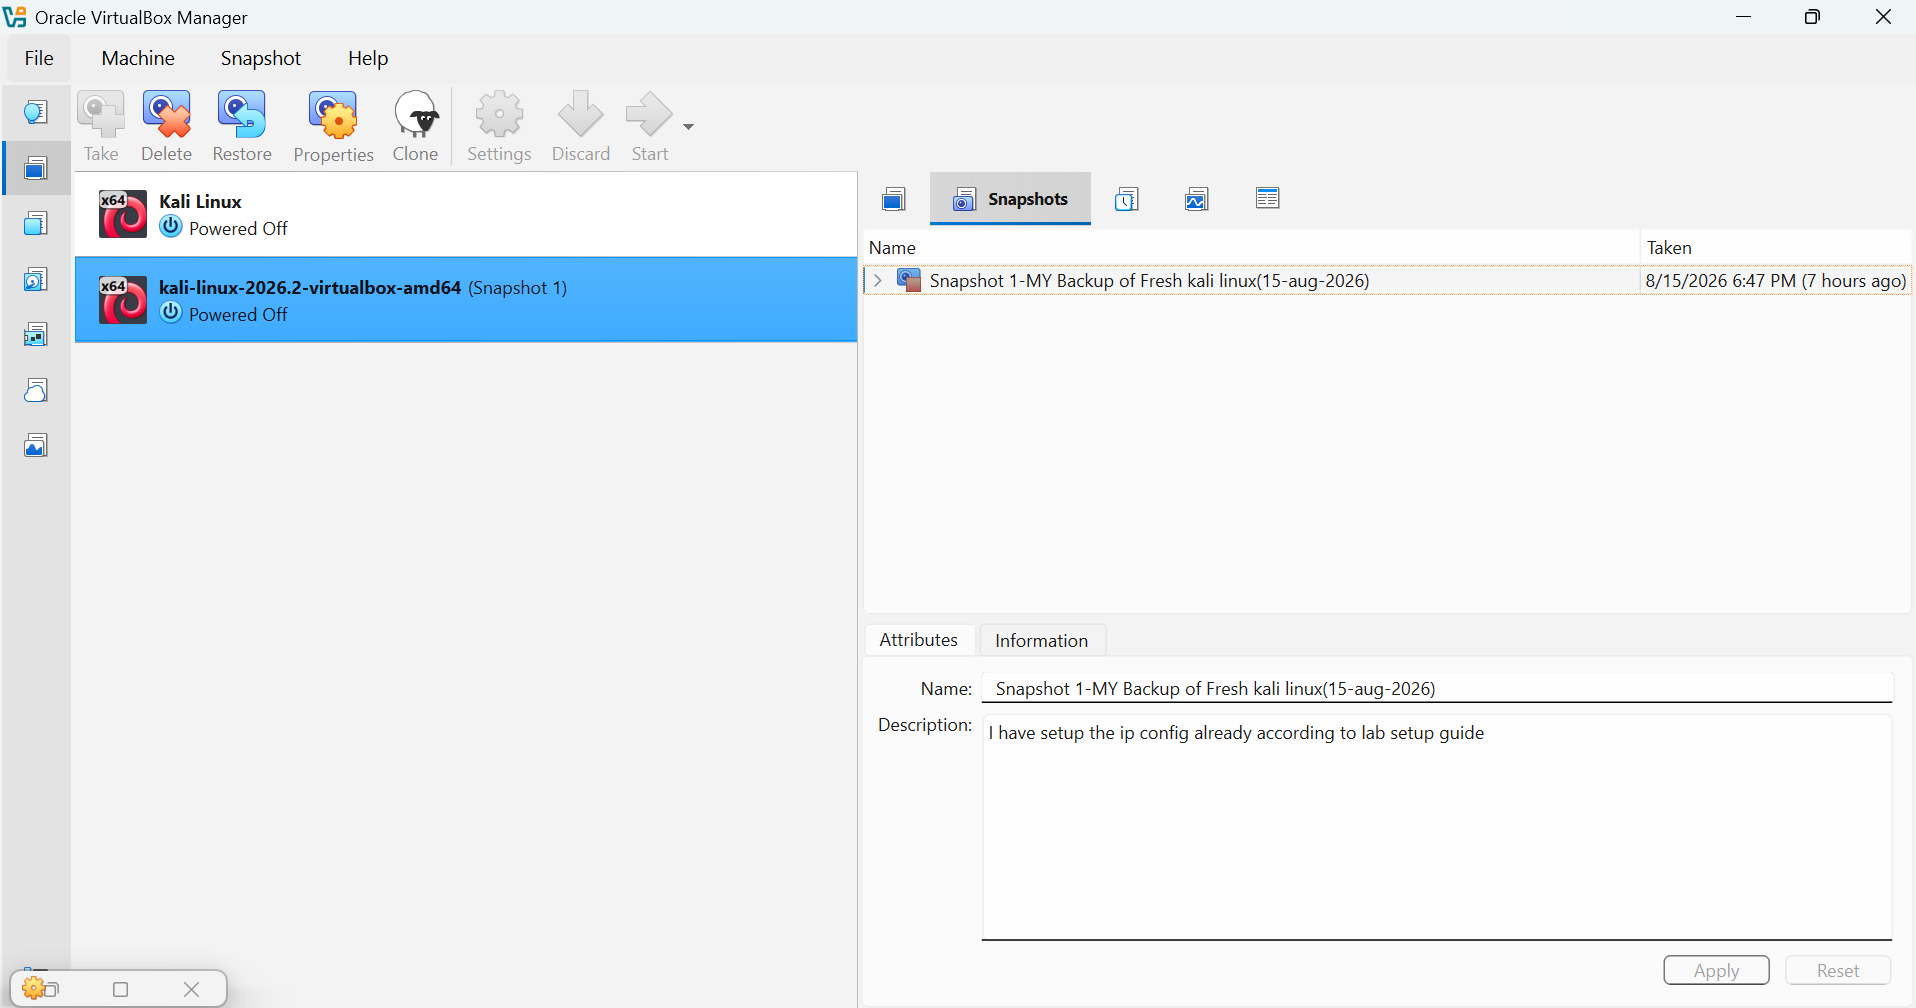 Oracle VirtualBox Manager
File Machine Snapshot Help
Take Delete Restore Properties Clone Settings Discard Start
x64 Kali Linux
Powered Off
x64 kali-linux-2026.2-virtualbox-amd64 (Snapshot 1)
Powered Off
Snapshots
Name Taken
Snapshot 1-MY Backup of Fresh kali linux(15-aug-2026) 8/15/2026 6:47 PM (7 hours ago)
Attributes Information
Name: Snapshot 1-MY Backup of Fresh kali linux(15-aug-2026)
Description: I have setup the ip config already according to lab setup guide
Apply Reset